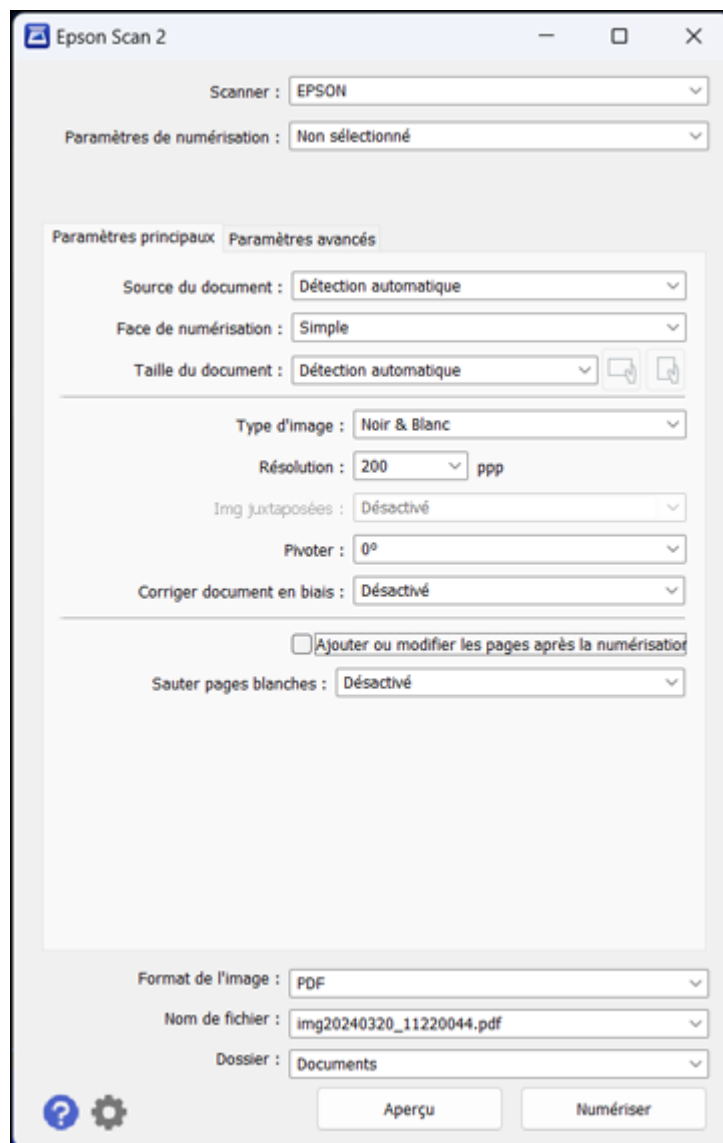 Epson Scan 2
Scanner : EPSON
Paramètres de numérisation : Non sélectionné
Paramètres principaux Paramètres avancés
Source du document : Détection automatique
Face de numérisation : Simple
Taille du document : Détection automatique
Type d'image : Noir & Blanc
Résolution : 200 ppp
Img juxtaposées : Désactivé
Pivoter : 0°
Corriger document en biais : Désactivé
Ajouter ou modifier les pages après la numérisation
Sauter pages blanches : Désactivé
Format de l'image : PDF
Nom de fichier : img20240320_11220044.pdf
Dossier : Documents
? Aperçu Numériser